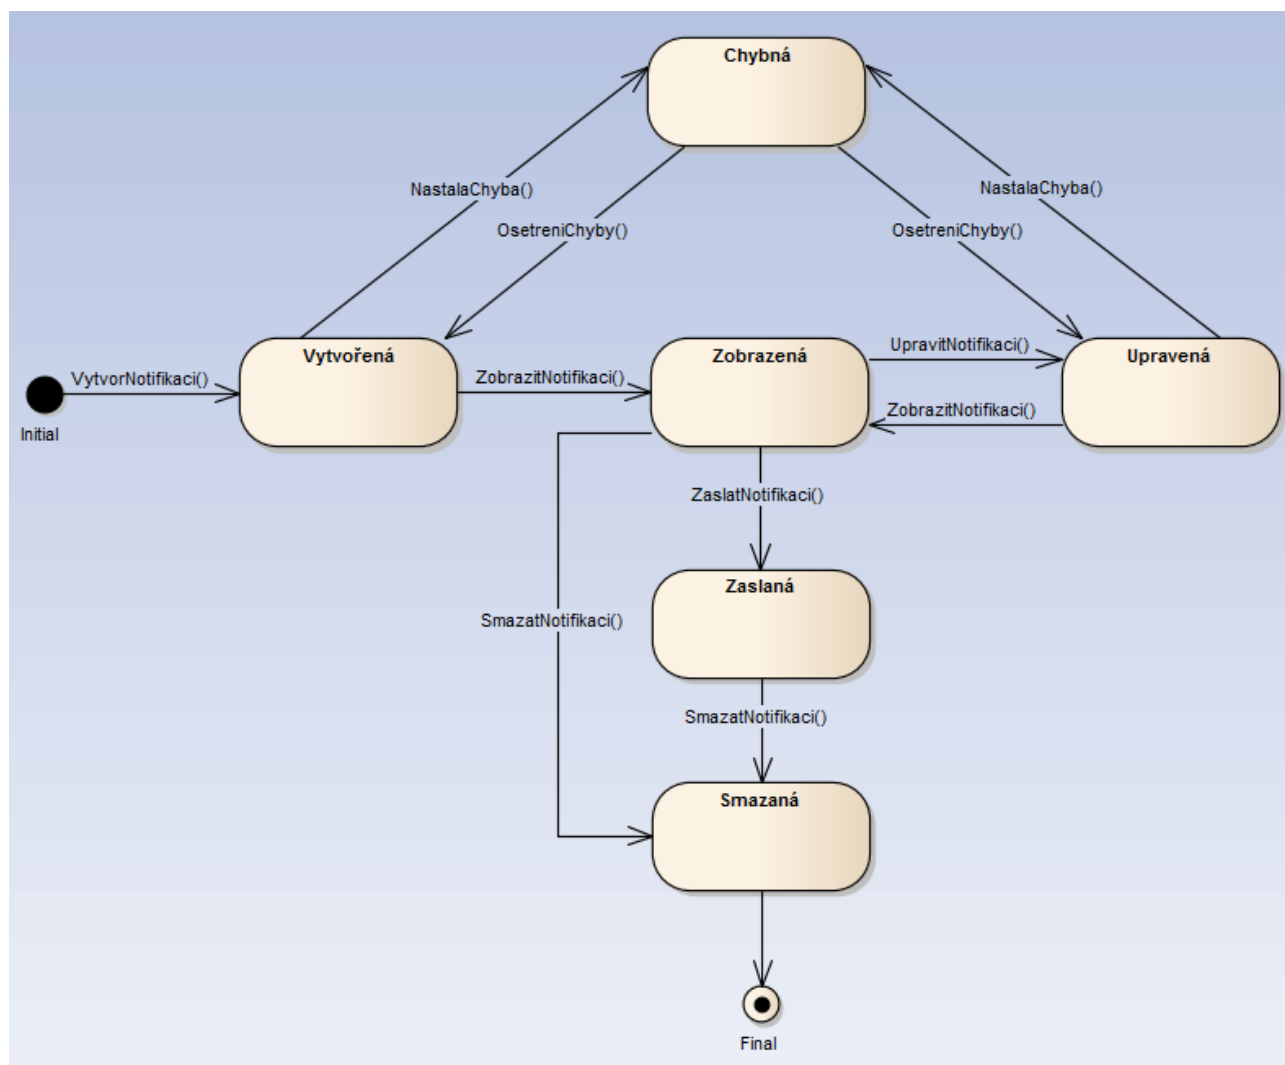 Chybná
NastalaChyba()
NastalaChyba()
OsetreniChyby()
OsetreniChyby()
Vytvořená
Zobrazená
Upravená
UpravitNotifikaci()
VytvorNotifikaci()
ZobrazitNotifikaci()
ZobrazitNotifikaci()
Initial
ZaslatNotifikaci()
Zaslaná
SmazatNotifikaci()
SmazatNotifikaci()
Smazaná
Final